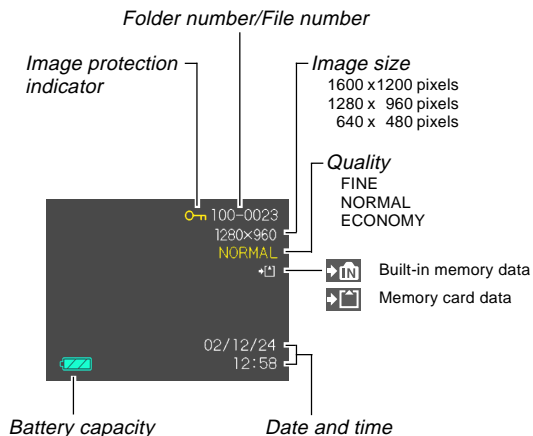 Folder number/File number
Image protection indicator
Image size
1600 x1200 pixels
1280 x 960 pixels
640 x 480 pixels
Quality
FINE
NORMAL
ECONOMY
100-0023
1280×960
NORMAL
IN Built-in memory data
Memory card data
02/12/24
12:58
Battery capacity
Date and time